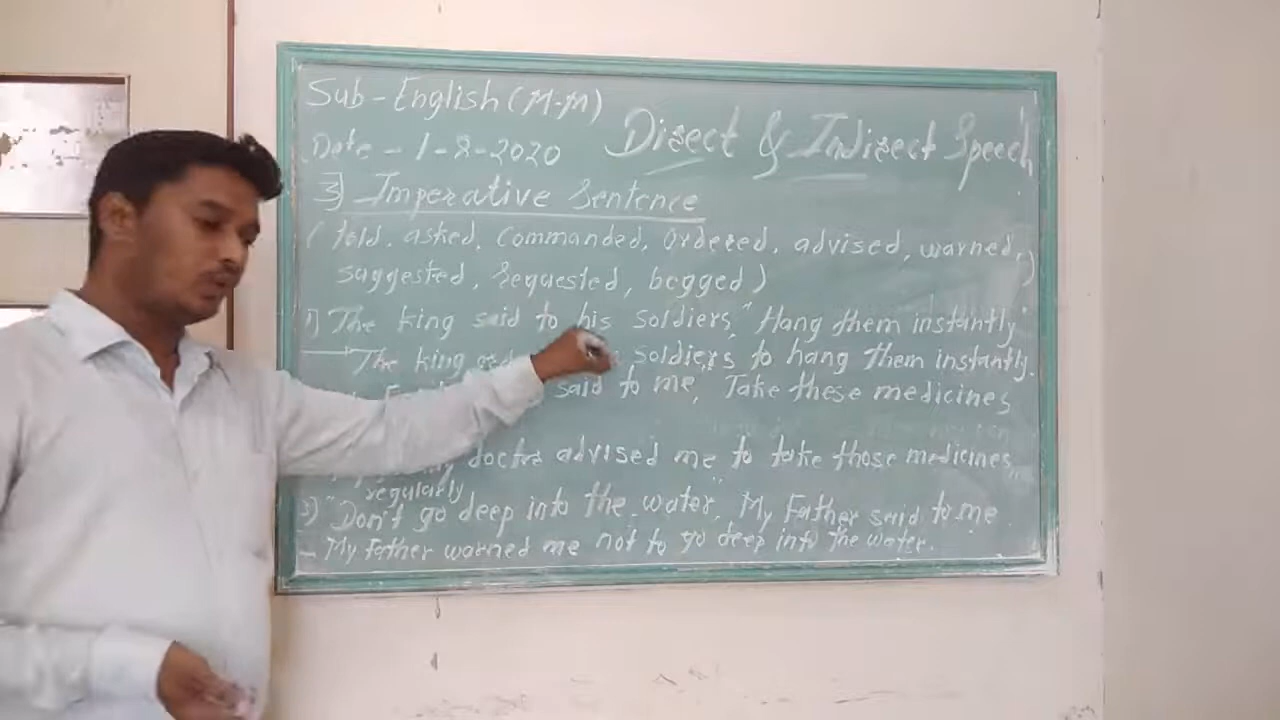 Sub - English (M-M)
Direct & Indirect Speech
Date - 1-8-2020
3) Imperative Sentence
(told, asked, Commanded, Ordered, advised, warned,
suggested, requested, begged)
1) The king said to his soldiers, "Hang them instantly"
The king soldiers to hang them instantly.
said to me, Take these medicines
doctor advised me to take those medicines
regularly
3) "Don't go deep into the water," My Father said to me
- My Father warned me not to go deep into the water.